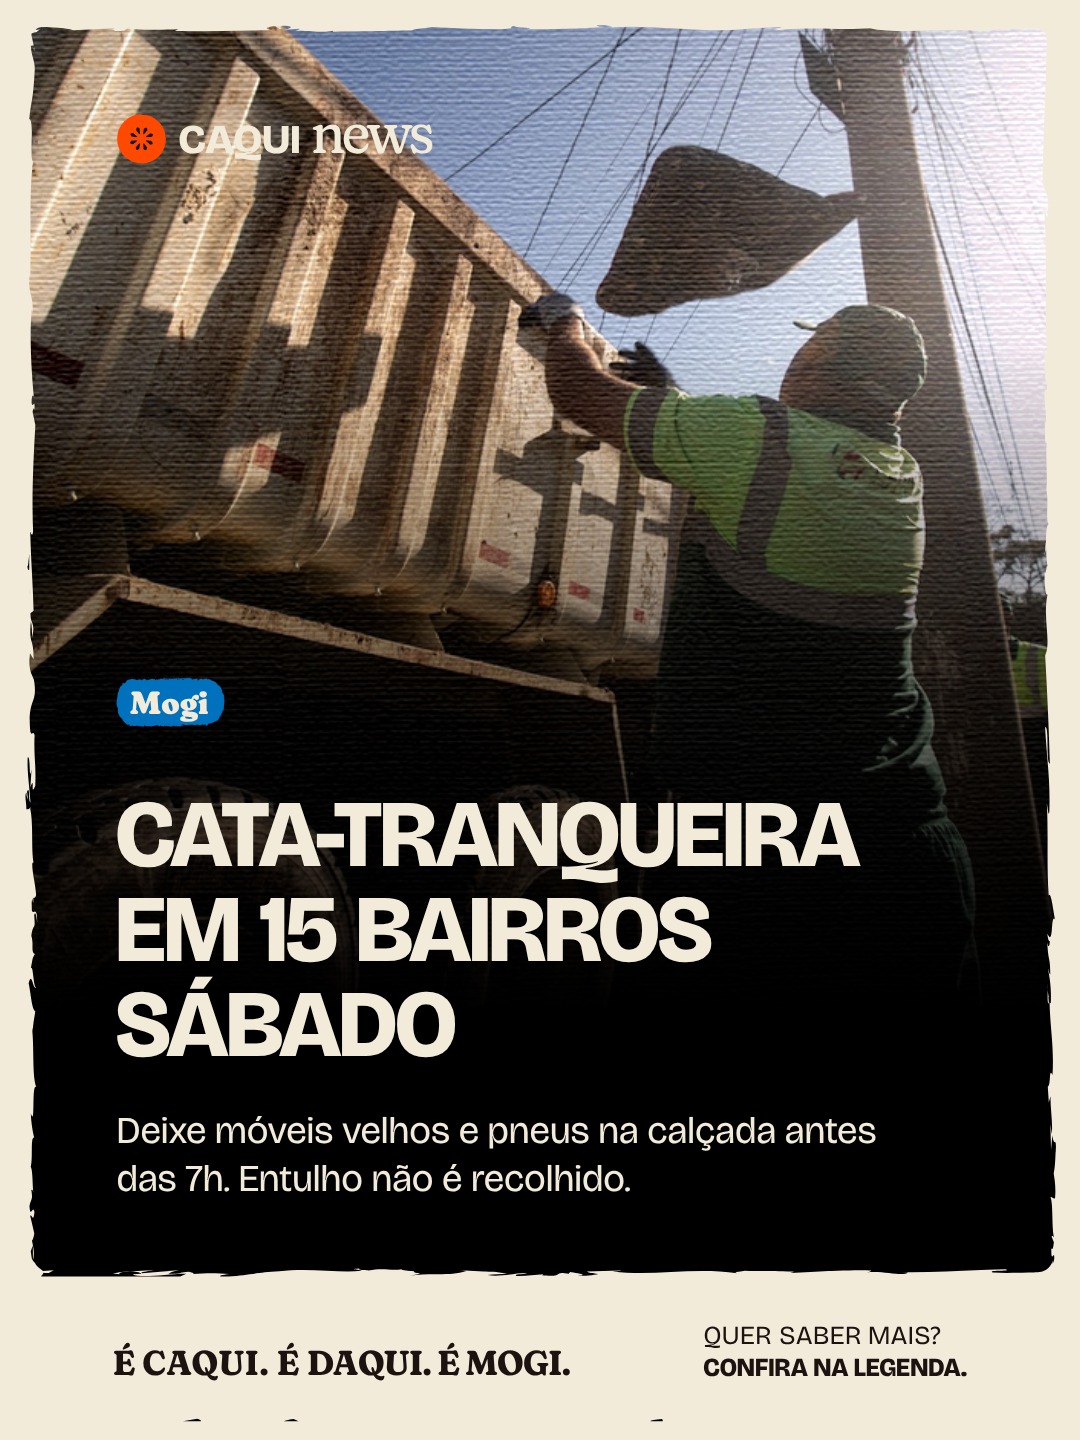 CAQUI news
Mogi
CATA-TRANQUEIRA
EM 15 BAIRROS
SÁBADO
Deixe móveis velhos e pneus na calçada antes
das 7h. Entulho não é recolhido.
É CAQUI. É DAQUI. É MOGI.
QUER SABER MAIS?
CONFIRA NA LEGENDA.